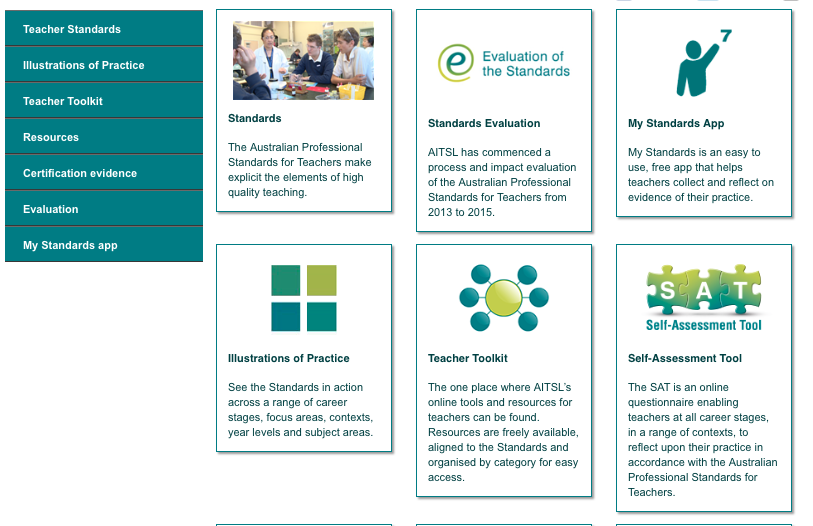 Teacher Standards
Illustrations of Practice
Teacher Toolkit
Resources
Certification evidence
Evaluation
My Standards app
Standards
The Australian Professional
Standards for Teachers make
explicit the elements of high
quality teaching.
e
Evaluation of
the Standards
Standards Evaluation
AITSL has commenced a
process and impact evaluation
of the Australian Professional
Standards for Teachers from
2013 to 2015.
7
My Standards App
My Standards is an easy to
use, free app that helps
teachers collect and reflect on
evidence of their practice.
Illustrations of Practice
See the Standards in action
across a range of career
stages, focus areas, contexts,
year levels and subject areas.
Teacher Toolkit
The one place where AITSL's
online tools and resources for
teachers can be found.
Resources are freely available,
aligned to the Standards and
organised by category for easy
access.
SAT
Self-Assessment Tool
Self-Assessment Tool
The SAT is an online
questionnaire enabling
teachers at all career stages,
in a range of contexts, to
reflect upon their practice in
accordance with the Australian
Professional Standards for
Teachers.